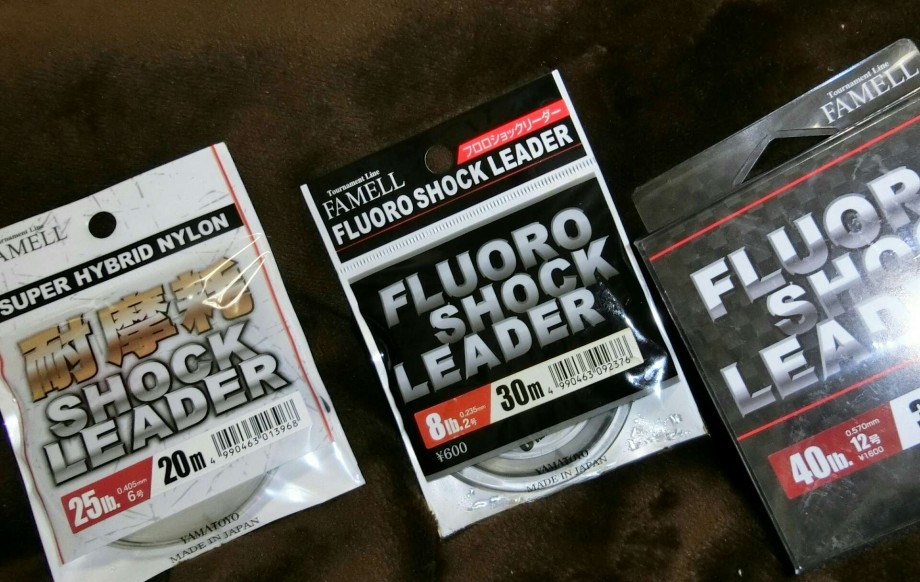 Tournament Line
FAMELL
SUPER HYBRID NYLON
耐摩耗
SHOCK
LEADER
25lb.
0.405mm
6号
20m
4 990463 013968
YAMATOYO
MADE IN JAPAN
フロロショックリーダー
Tournament Line
FAMELL
FLUORO SHOCK LEADER
FLUORO
SHOCK
LEADER
8lb.
0.235mm
2号
30m
4 990463 092376
¥600
YAMATOYO
MADE IN JAPAN
Tournament Line
FAMELL
FLUOR
SHO
LEAD
40lb.
0.570mm
12号
¥1600